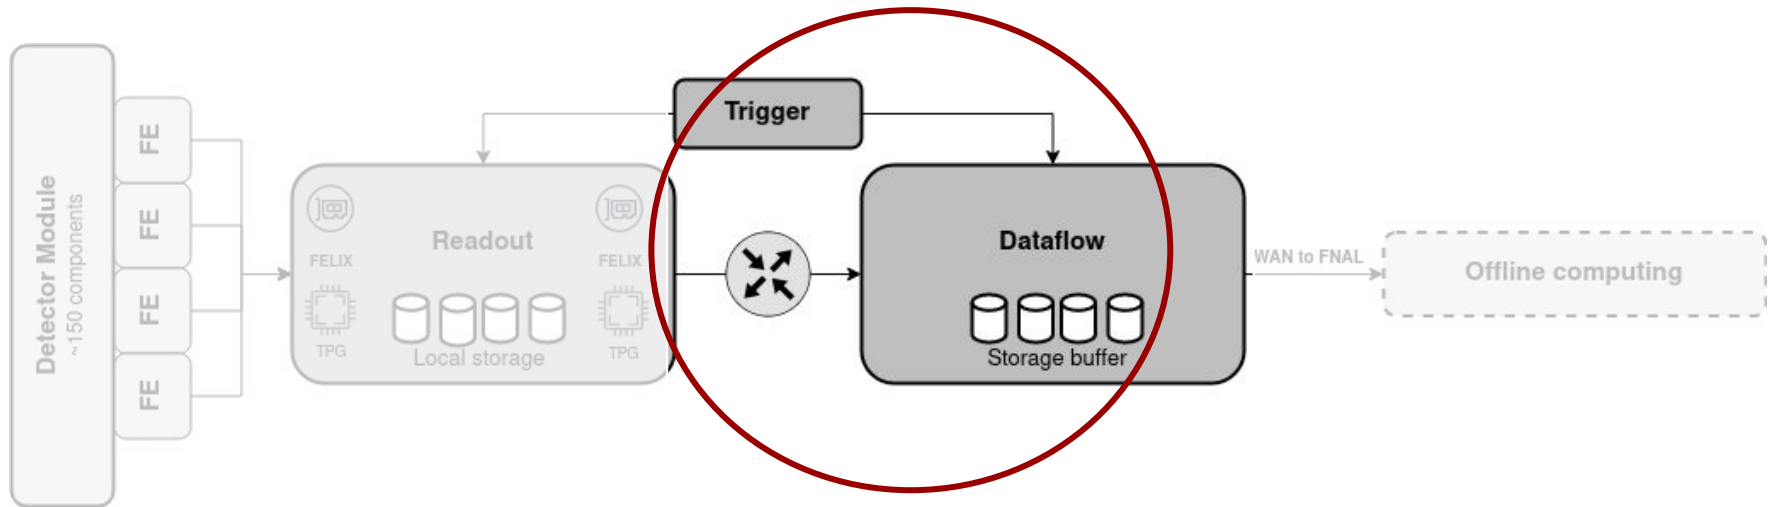 Detector Module
~150 components
FE
FE
FE
FE
Trigger
Readout
FELIX
FELIX
TPG
TPG
Local storage
Dataflow
Storage buffer
WAN to FNAL
Offline computing